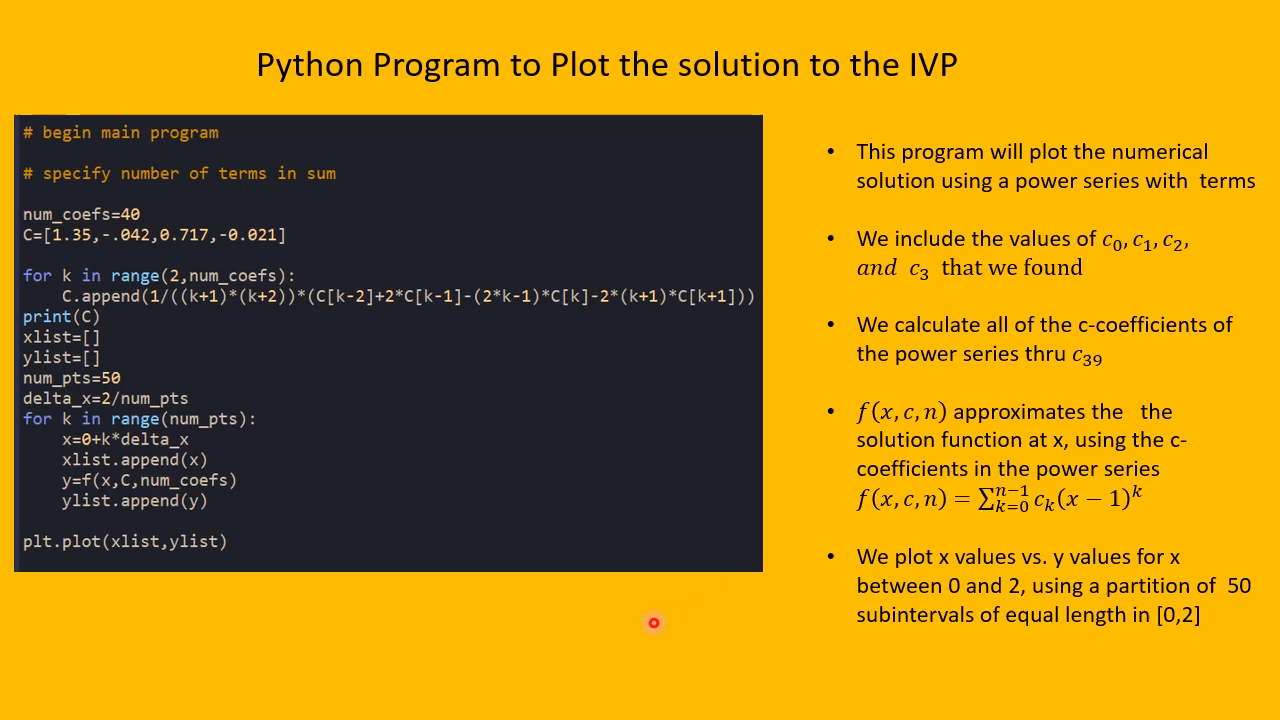 Python Program to Plot the solution to the IVP
# begin main program
# specify number of terms in sum
num_coefs=40
C=[1.35,-.042,0.717,-0.021]
for k in range(2,num_coefs):
    C.append(1/((k+1)*(k+2))*(C[k-2]+2*C[k-1]-(2*k-1)*C[k]-2*(k+1)*C[k+1]))
print(C)
xlist=[]
ylist=[]
num_pts=50
delta_x=2/num_pts
for k in range(num_pts):
    x=0+k*delta_x
    xlist.append(x)
    y=f(x,C,num_coefs)
    ylist.append(y)
plt.plot(xlist,ylist)
• This program will plot the numerical
solution using a power series with terms
• We include the values of c₀, c₁, c₂,
and c₃ that we found
• We calculate all of the c-coefficients of
the power series thru c₃₉
• f(x, c, n) approximates the the
solution function at x, using the c-
coefficients in the power series
f(x, c, n) = ∑ₖ₌₀ⁿ⁻¹ cₖ(x − 1)ᵏ
• We plot x values vs. y values for x
between 0 and 2, using a partition of 50
subintervals of equal length in [0,2]